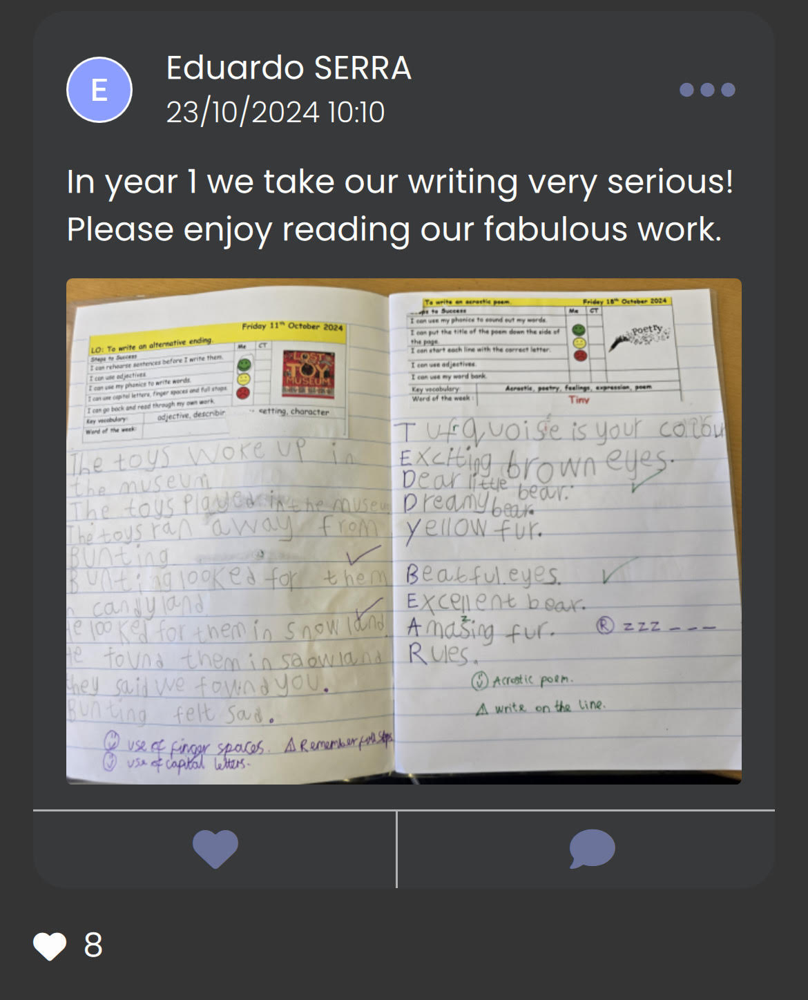 E
Eduardo SERRA
23/10/2024 10:10
In year 1 we take our writing very serious!
Please enjoy reading our fabulous work.
Friday 11th October 2024
LO: To write an alternative ending.
Steps to Success
Me
CT
I can rehearse sentences before I write them.
I can use adjectives.
I can use my phonics to write words.
I can use capital letters, finger spaces and full stops.
I can go back and read through my own work.
Key vocabulary:
adjective, describir
setting, character
Word of the week:
LOST
TOY
MUSEUM
The toys woke up in
the museum
The toys played in the museu
The toys ran away from
Bunting
Bunting looked for them
n candyland
He looked for them in snow land.
He found them in saowland
they said we fownd you.
Bunting felt sad.
use of finger spaces.
Remember full stops
use of capital letters.
To write an acrostic poem.
Friday 18th October 2024
ps to Success
Me
CT
I can use my phonics to sound out my words.
I can put the title of the poem down the side of
the page.
I can start each line with the correct letter.
I can use adjectives.
I can use my word bank.
Poetry
Key vocabulary:
Acrostic, poetry, feelings, expression, poem
Word of the week :
Tiny
Turquoise is your colou
Exciting brown eyes.
Dear little bear.
Dreamy bear.
Yellow fur.
Beatful eyes.
Excellent bear.
Amasing fur.
z
R zzz _ _ _
Rules.
Acrostic poem.
write on the line.
8